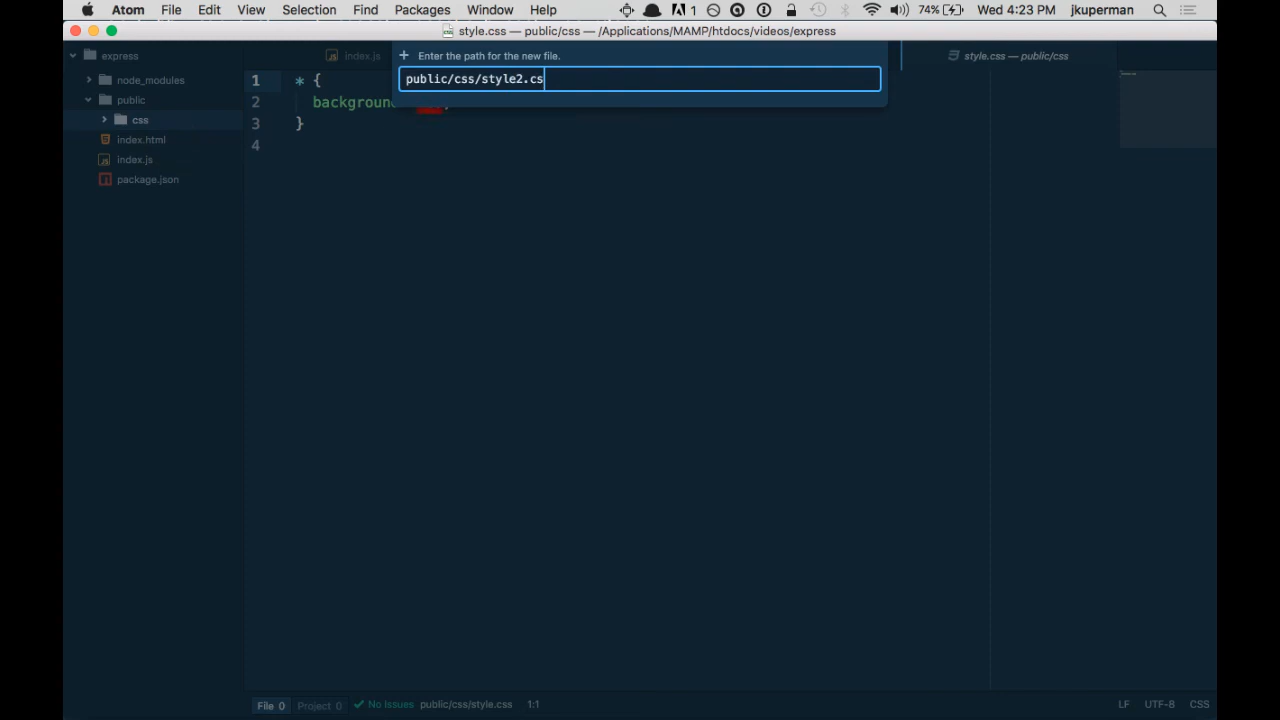 Atom File Edit View Selection Find Packages Window Help 1 74% Wed 4:23 PM jkuperman
style.css — public/css — /Applications/MAMP/htdocs/videos/express
express
index.js
Enter the path for the new file.
style.css — public/css
public/css/style2.cs
node_modules
public
css
index.html
index.js
package.json
1 * {
2 background
3 }
4
File 0 Project 0 No Issues public/css/style.css 1:1 LF UTF-8 CSS